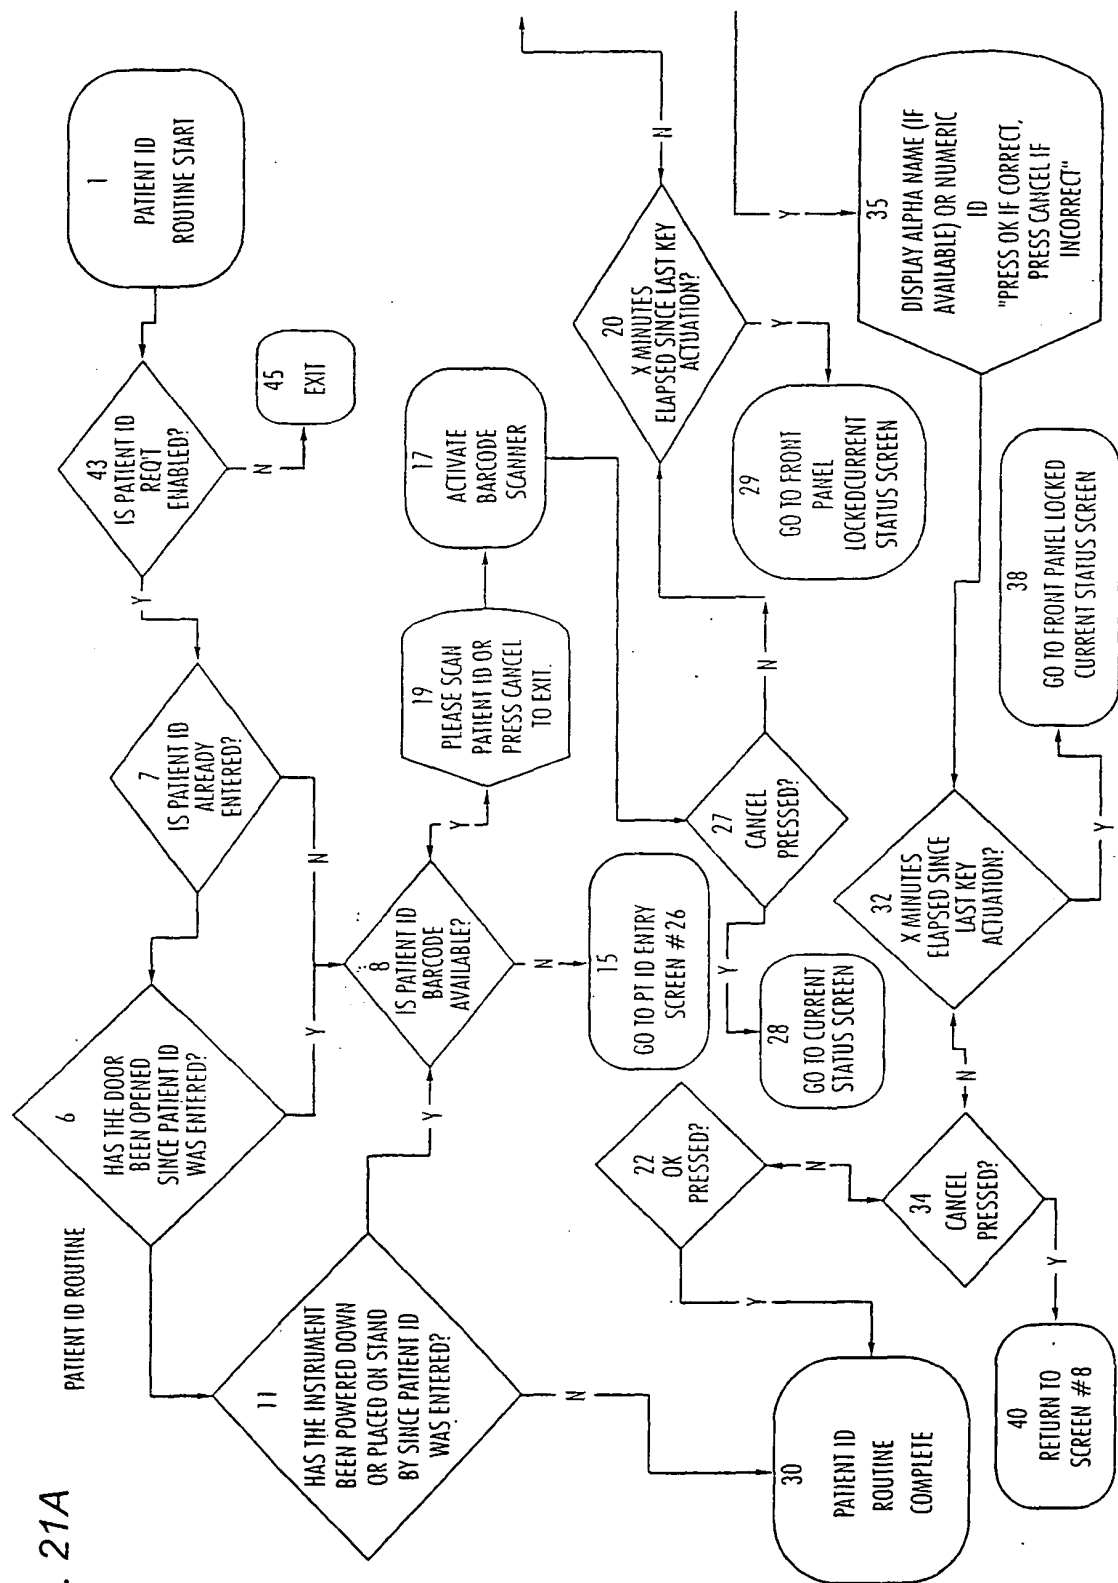 . 21A
PATIENT ID ROUTINE
1
PATIENT ID
ROUTINE START
43
IS PATIENT ID
REQ'T
ENABLED?
N
45
EXIT
Y
7
IS PATIENT ID
ALREADY
ENTERED?
N
6
HAS THE DOOR
BEEN OPENED
SINCE PATIENT ID
WAS ENTERED?
Y
11
HAS THE INSTRUMENT
BEEN POWERED DOWN
OR PLACED ON STAND
BY SINCE PATIENT ID
WAS ENTERED?
Y
N
8
IS PATIENT ID
BARCODE
AVAILABLE?
Y
N
19
PLEASE SCAN
PATIENT ID OR
PRESS CANCEL
TO EXIT.
17
ACTIVATE
BARCODE
SCANNER
15
GO TO PT ID ENTRY
SCREEN #26
27
CANCEL
PRESSED?
Y
N
28
GO TO CURRENT
STATUS SCREEN
20
X MINUTES
ELAPSED SINCE LAST KEY
ACTUATION?
N
Y
29
GO TO FRONT
PANEL
LOCKEDCURRENT
STATUS SCREEN
Y
35
DISPLAY ALPHA NAME (IF
AVAILABLE) OR NUMERIC
ID
"PRESS OK IF CORRECT,
PRESS CANCEL IF
INCORRECT"
32
X MINUTES
ELAPSED SINCE
LAST KEY
ACTUATION?
Y
38
GO TO FRONT PANEL LOCKED
CURRENT STATUS SCREEN
N
34
CANCEL
PRESSED?
Y
40
RETURN TO
SCREEN #8
N
22
OK
PRESSED?
Y
30
PATIENT ID
ROUTINE
COMPLETE